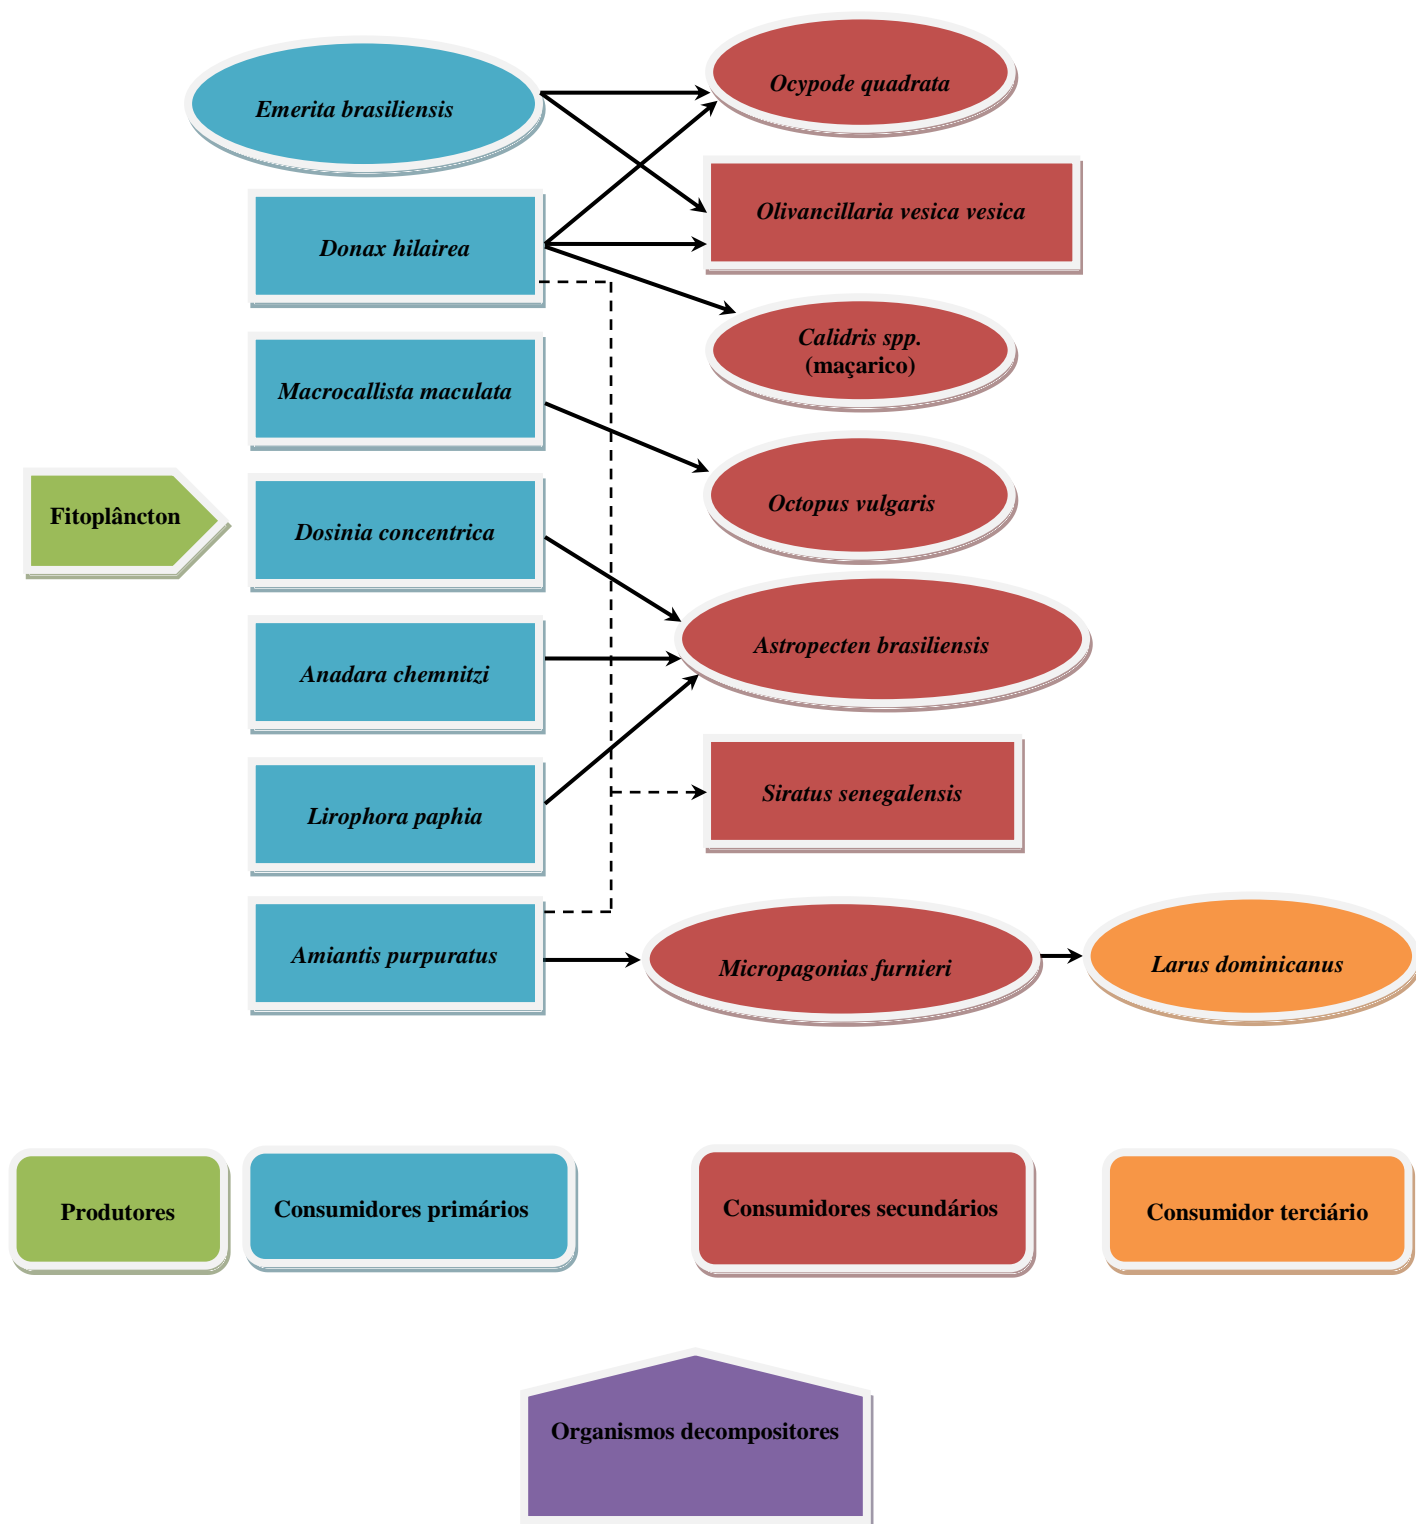 Emerita brasiliensis
Ocypode quadrata
Donax hilairea
Olivancillaria vesica vesica
Macrocallista maculata
Calidris spp.
(maçarico)
Fitoplâncton
Dosinia concentrica
Octopus vulgaris
Anadara chemnitzi
Astropecten brasiliensis
Lirophora paphia
Siratus senegalensis
Amiantis purpuratus
Micropagonias furnieri
Larus dominicanus
Produtores
Consumidores primários
Consumidores secundários
Consumidor terciário
Organismos decompositores